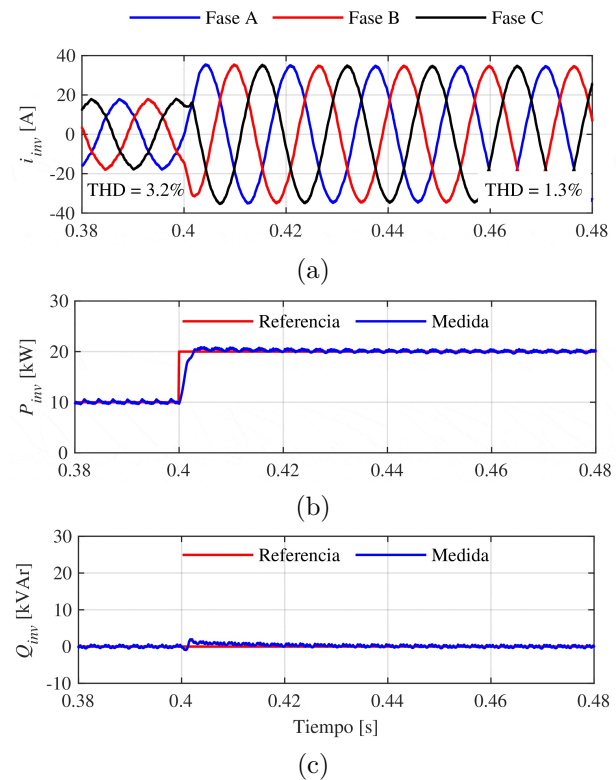 Fase A Fase B Fase C
40
20
0
-20
-40
i_inv [A]
THD = 3.2%
THD = 1.3%
0.38 0.4 0.42 0.44 0.46 0.48
(a)
30
20
10
0
P_inv [kW]
Referencia Medida
0.38 0.4 0.42 0.44 0.46 0.48
(b)
30
20
10
0
-10
Q_inv [kVAr]
Referencia Medida
0.38 0.4 0.42 0.44 0.46 0.48
Tiempo [s]
(c)